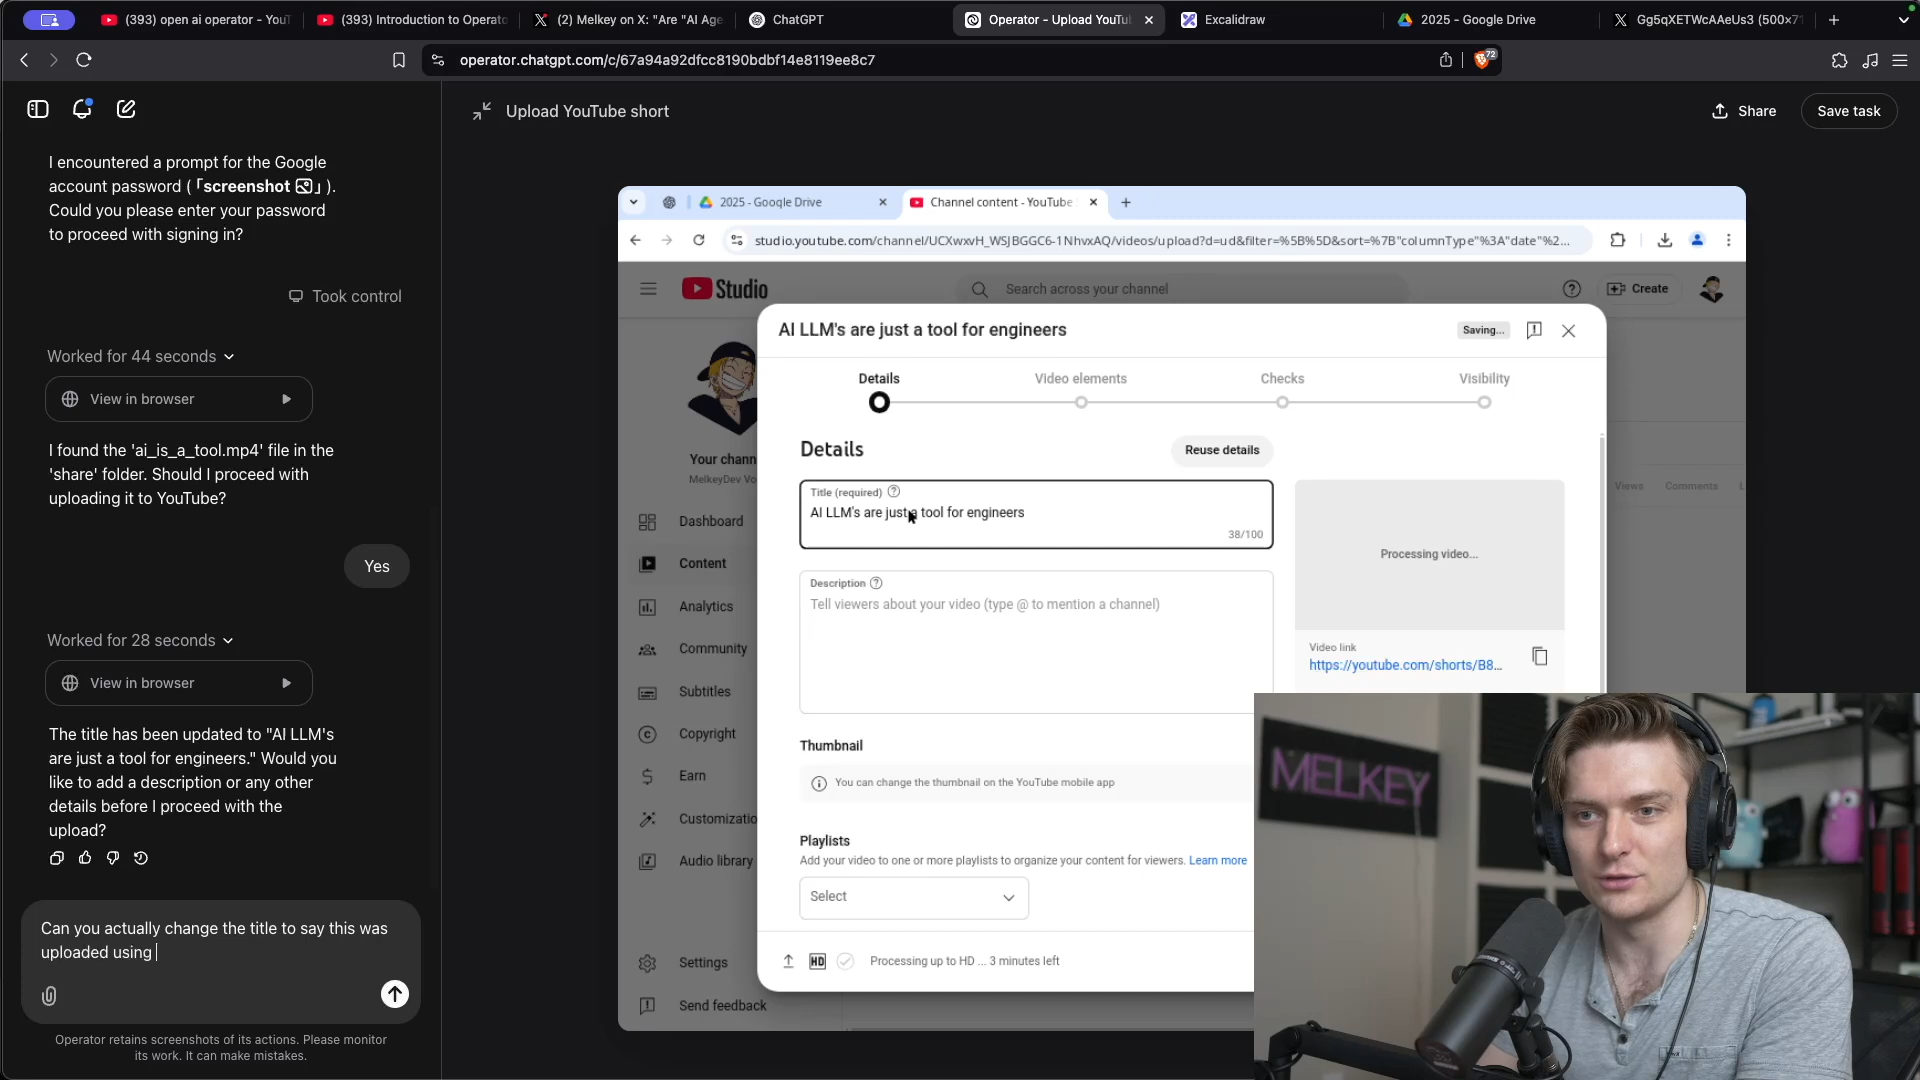 (393) open ai operator - YouT
(393) Introduction to Operato
(2) Melkey on X: "Are "AI Age
ChatGPT
Operator - Upload YouTu
Excalidraw
2025 - Google Drive
Gg5qXETWcAAeUs3 (500×71
operator.chatgpt.com/c/67a94a92dfcc8190bdbf14e8119ee8c7
72
Upload YouTube short
Share
Save task
I encountered a prompt for the Google
account password (「screenshot」).
Could you please enter your password
to proceed with signing in?
Took control
Worked for 44 seconds
View in browser
I found the 'ai_is_a_tool.mp4' file in the
'share' folder. Should I proceed with
uploading it to YouTube?
Yes
Worked for 28 seconds
View in browser
The title has been updated to "AI LLM's
are just a tool for engineers." Would you
like to add a description or any other
details before I proceed with the
upload?
Can you actually change the title to say this was
uploaded using
Operator retains screenshots of its actions. Please monitor
its work. It can make mistakes.
2025 - Google Drive
Channel content - YouTube
studio.youtube.com/channel/UCXwxvH_WSJBGGC6-1NhvxAQ/videos/upload?d=ud&filter=%5B%5D&sort=%7B"columnType"%3A"date"%2...
Studio
Search across your channel
Create
Your chann
MelkeyDev Vo
Dashboard
Content
Analytics
Community
Subtitles
Copyright
Earn
Customizatio
Audio library
Settings
Send feedback
Views
Comments
AI LLM's are just a tool for engineers
Saving...
Details
Video elements
Checks
Visibility
Details
Reuse details
Title (required)
AI LLM's are just a tool for engineers
38/100
Description
Tell viewers about your video (type @ to mention a channel)
Processing video...
Video link
https://youtube.com/shorts/B8...
Thumbnail
You can change the thumbnail on the YouTube mobile app
Playlists
Add your video to one or more playlists to organize your content for viewers. Learn more
Select
HD
Processing up to HD ... 3 minutes left
MELKEY